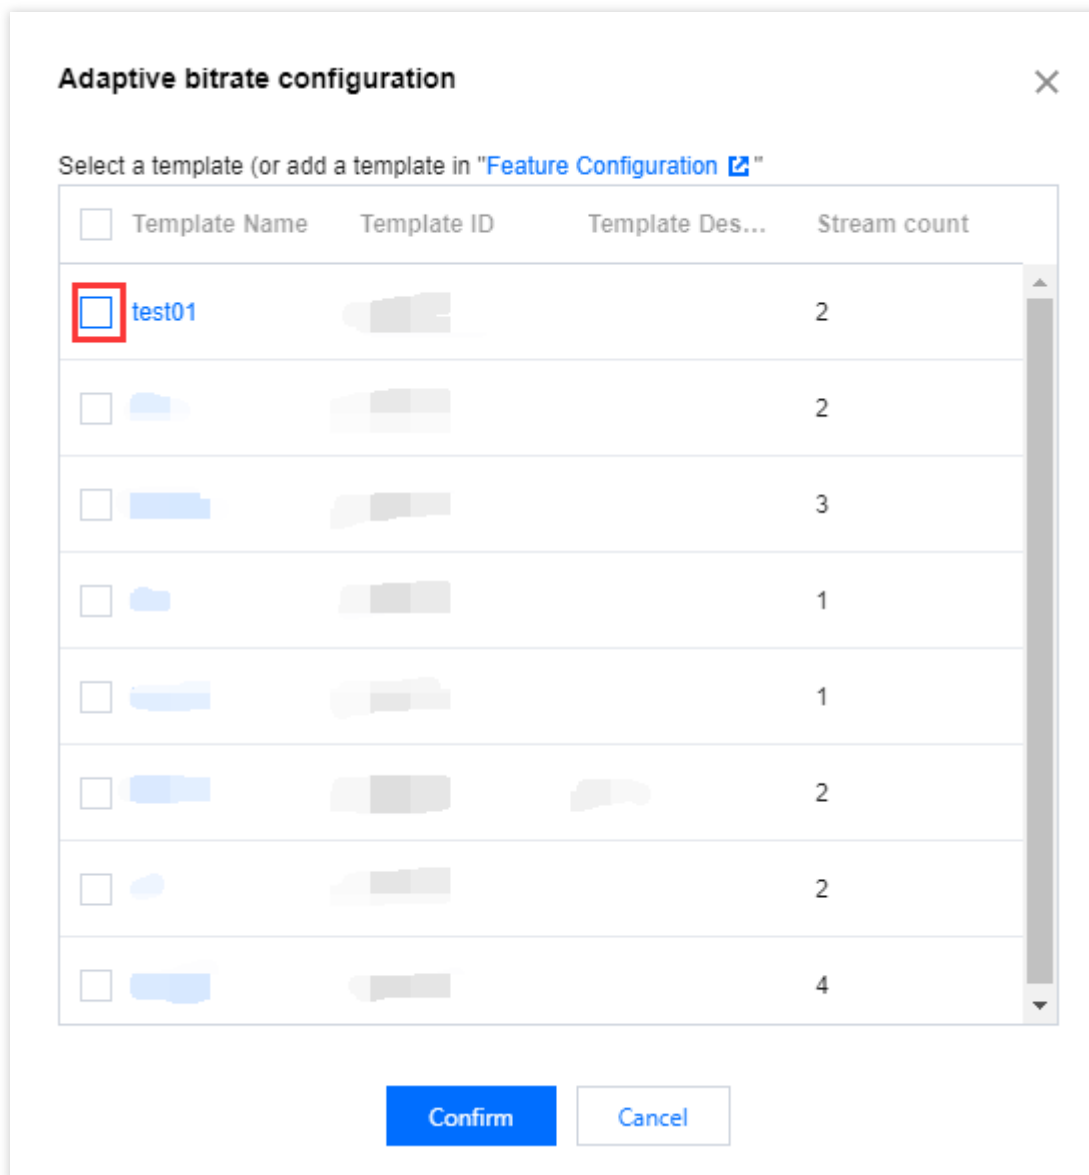 Adaptive bitrate configuration
Select a template (or add a template in "Feature Configuration "
Template Name Template ID Template Des... Stream count
test01 2
2
3
1
1
2
2
4
Confirm Cancel